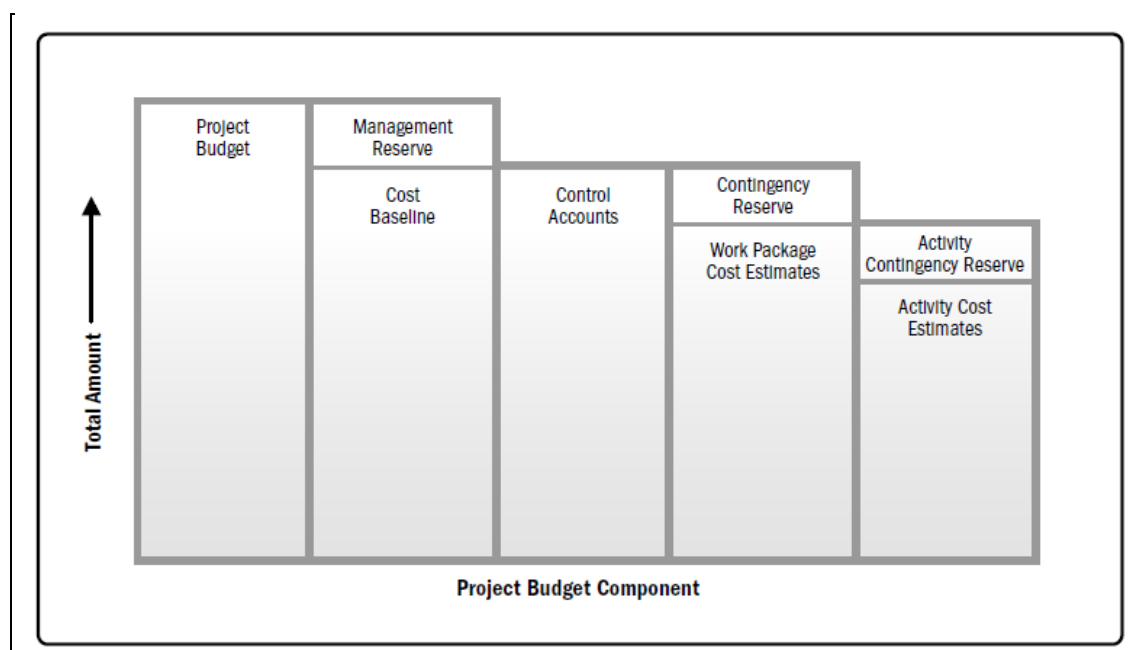 Project
Budget
Management
Reserve
Cost
Baseline
Control
Accounts
Contingency
Reserve
Work Package
Cost Estimates
Activity
Contingency Reserve
Activity Cost
Estimates
Total Amount
Project Budget Component